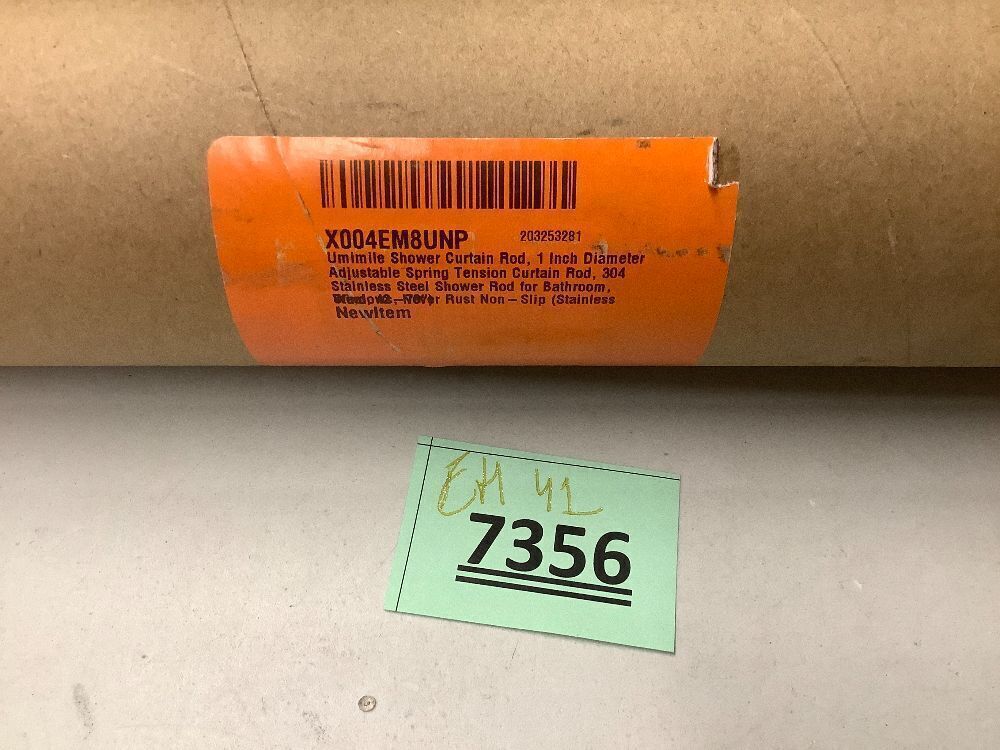 X004EM8UNP 203253281
Umimile Shower Curtain Rod, 1 Inch Diameter
Adjustable Spring Tension Curtain Rod, 304
Stainless Steel Shower Rod for Bathroom,
Rust Non-Slip (Stainless
NewItem
EH 41
7356